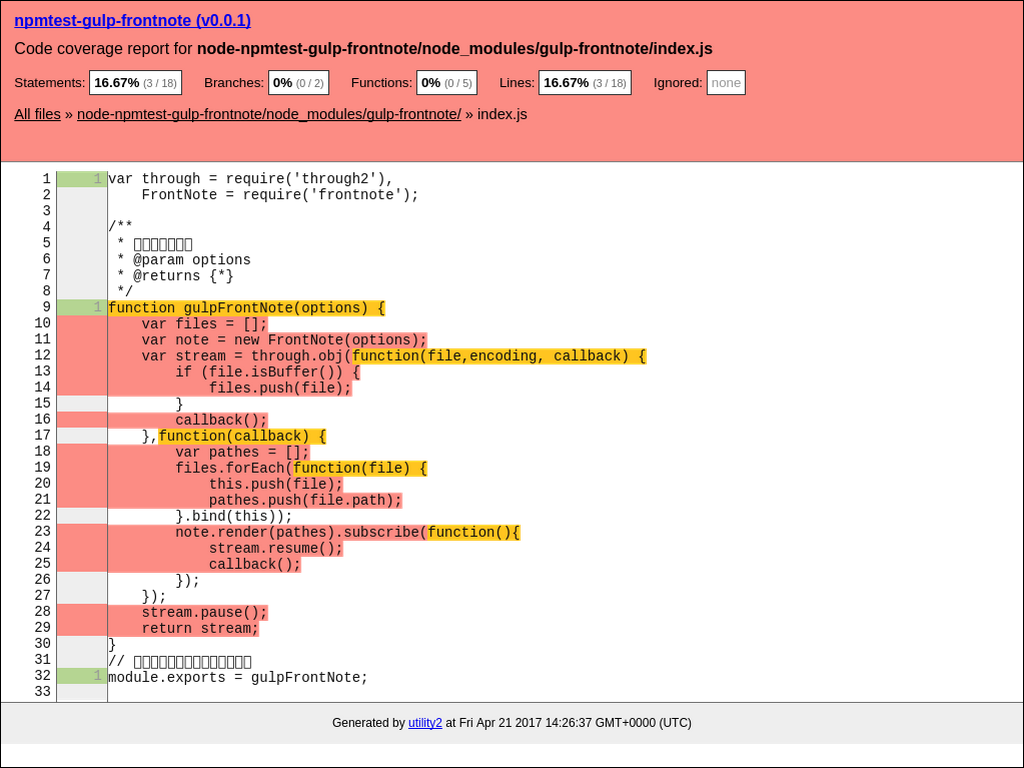 npmtest-gulp-frontnote (v0.0.1)
Code coverage report for node-npmtest-gulp-frontnote/node_modules/gulp-frontnote/index.js
Statements: 16.67% (3 / 18) Branches: 0% (0 / 2) Functions: 0% (0 / 5) Lines: 16.67% (3 / 18) Ignored: none
All files » node-npmtest-gulp-frontnote/node_modules/gulp-frontnote/ » index.js
1 1 var through = require('through2'),
2     FrontNote = require('frontnote');
3
4 /**
5  *
6  * @param options
7  * @returns {*}
8  */
9 1 function gulpFrontNote(options) {
10     var files = [];
11     var note = new FrontNote(options);
12     var stream = through.obj(function(file,encoding, callback) {
13         if (file.isBuffer()) {
14             files.push(file);
15         }
16         callback();
17     },function(callback) {
18         var pathes = [];
19         files.forEach(function(file) {
20             this.push(file);
21             pathes.push(file.path);
22         }.bind(this));
23         note.render(pathes).subscribe(function(){
24             stream.resume();
25             callback();
26         });
27     });
28     stream.pause();
29     return stream;
30 }
31 //
32 1 module.exports = gulpFrontNote;
33
Generated by utility2 at Fri Apr 21 2017 14:26:37 GMT+0000 (UTC)